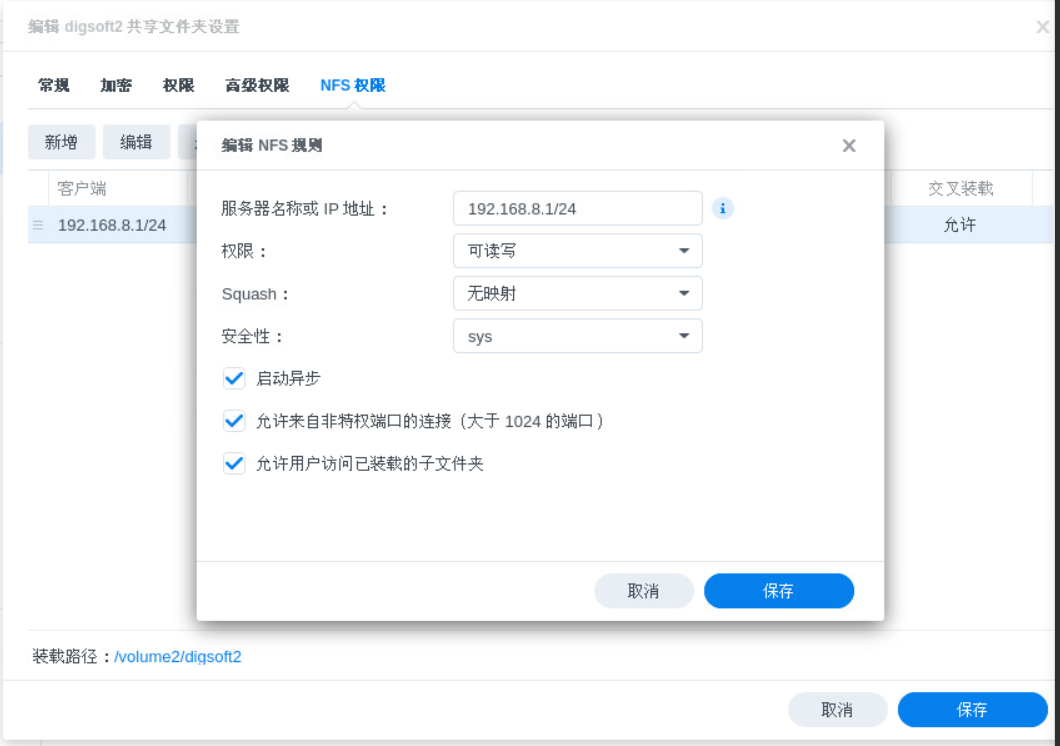 编辑 digsoft2 共享文件夹设置
常规 加密 权限 高级权限 NFS 权限
新增 编辑
编辑 NFS 规则
客户端 交叉装载
192.168.8.1/24 允许
服务器名称或 IP 地址： 192.168.8.1/24
权限： 可读写
Squash： 无映射
安全性： sys
启动异步
允许来自非特权端口的连接（大于 1024 的端口）
允许用户访问已装载的子文件夹
取消 保存
装载路径：/volume2/digsoft2
取消 保存